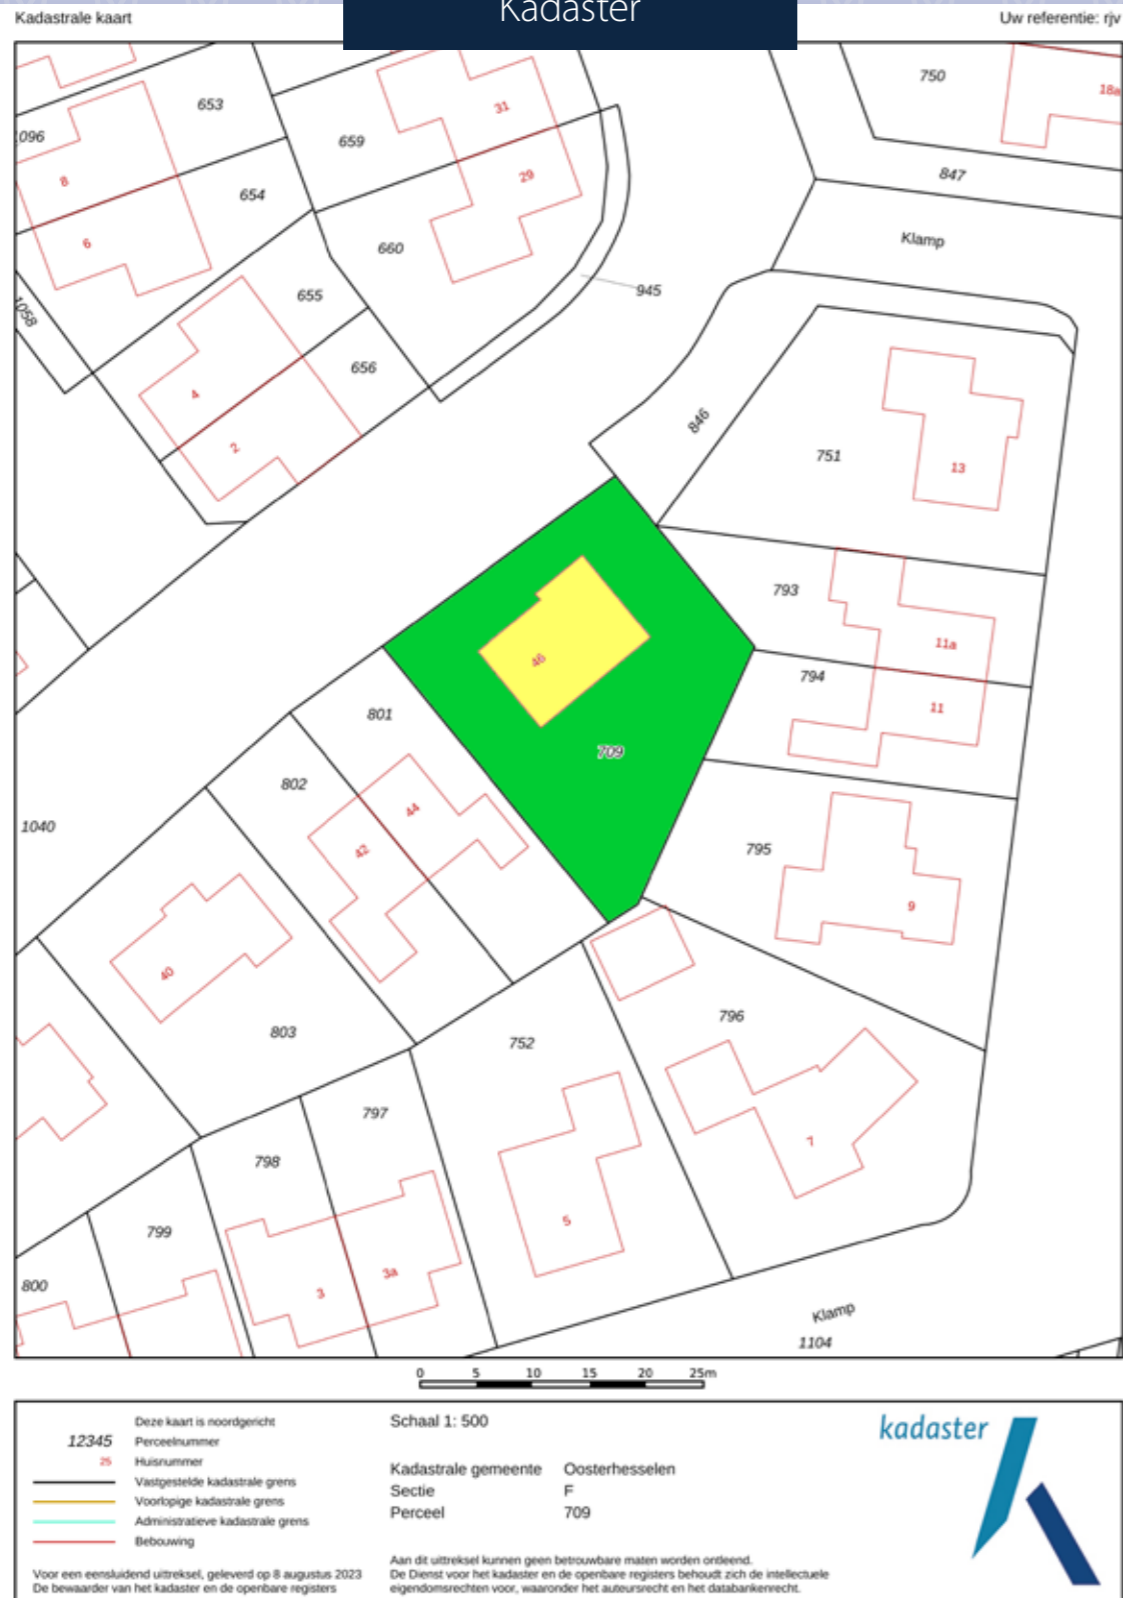 Kadaster
Kadastrale kaart
Uw referentie: rjv
750
18a
653
31
659
096
8
847
29
654
6
Klamp
660
945
655
1058
656
4
846
2
751
13
793
11a
46
794
11
801
709
802
44
1040
42
795
9
40
796
803
752
797
7
798
5
799
3a
800
3
Klamp
1104
0 5 10 15 20 25m
Deze kaart is noordgericht
12345 Perceelnummer
25 Huisnummer
Vastgestelde kadastrale grens
Voorlopige kadastrale grens
Administratieve kadastrale grens
Bebouwing
Voor een eensluidend uittreksel, geleverd op 8 augustus 2023
De bewaarder van het kadaster en de openbare registers
Schaal 1: 500
Kadastrale gemeente Oosterhesselen
Sectie F
Perceel 709
Aan dit uittreksel kunnen geen betrouwbare maten worden ontleend.
De Dienst voor het kadaster en de openbare registers behoudt zich de intellectuele
eigendomsrechten voor, waaronder het auteursrecht en het databankenrecht.
kadaster